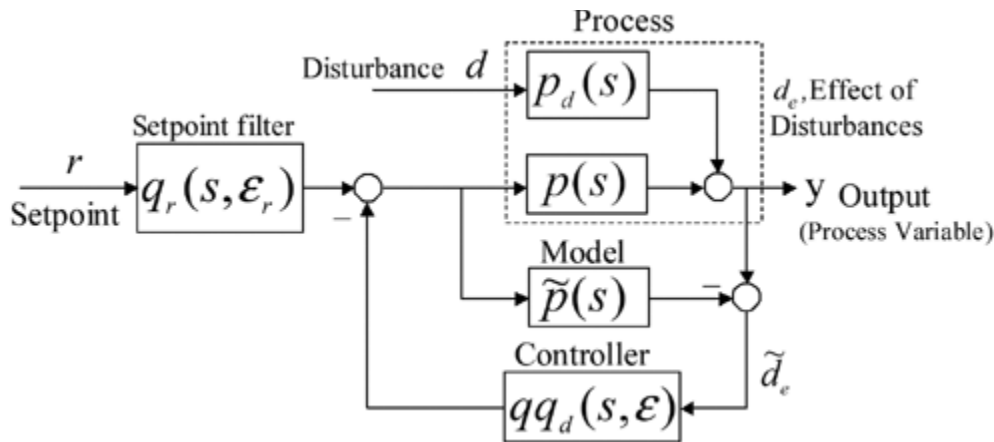 Process
Disturbance d
p_d(s)
d_e, Effect of
Disturbances
Setpoint filter
r
q_r(s,ε_r)
Setpoint
−
p(s)
y Output
(Process Variable)
Model
p̃(s)
−
Controller
d̃_e
qq_d(s,ε)